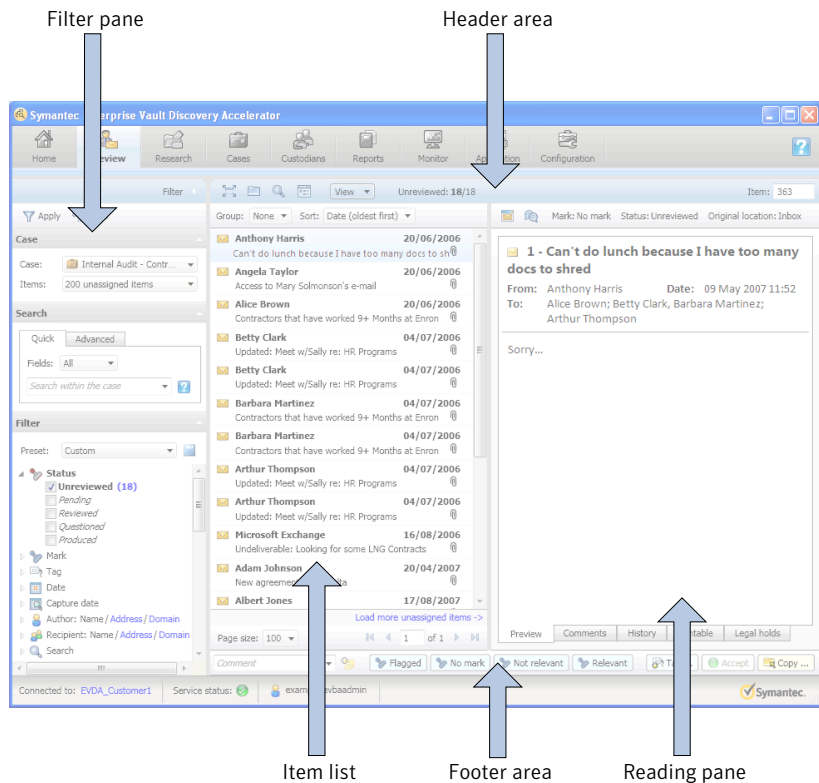 Filter pane
Header area
Symantec Enterprise Vault Discovery Accelerator
Home
Review
Research
Cases
Custodians
Reports
Monitor
Application
Configuration
Filter
View
Unreviewed: 18/18
Item: 363
Apply
Group: None
Sort: Date (oldest first)
Mark: No mark Status: Unreviewed Original location: Inbox
Case
Case: Internal Audit - Contr...
Items: 200 unassigned items
Search
Quick
Advanced
Fields: All
Search within the case
Filter
Preset: Custom
Status
Unreviewed (18)
Pending
Reviewed
Questioned
Produced
Mark
Tag
Date
Capture date
Author: Name / Address / Domain
Recipient: Name / Address / Domain
Search
Anthony Harris 20/06/2006
Can't do lunch because I have too many docs to sh
Angela Taylor 20/06/2006
Access to Mary Solmonson's e-mail
Alice Brown 20/06/2006
Contractors that have worked 9+ Months at Enron
Betty Clark 04/07/2006
Updated: Meet w/Sally re: HR Programs
Betty Clark 04/07/2006
Updated: Meet w/Sally re: HR Programs
Barbara Martinez 04/07/2006
Contractors that have worked 9+ Months at Enron
Barbara Martinez 04/07/2006
Contractors that have worked 9+ Months at Enron
Arthur Thompson 04/07/2006
Updated: Meet w/Sally re: HR Programs
Arthur Thompson 04/07/2006
Updated: Meet w/Sally re: HR Programs
Microsoft Exchange 16/08/2006
Undeliverable: Looking for some LNG Contracts
Adam Johnson 20/04/2007
New agreement
Albert Jones 17/08/2007
Load more unassigned items ->
Page size: 100
1 of 1
1 - Can't do lunch because I have too many
docs to shred
From: Anthony Harris Date: 09 May 2007 11:52
To: Alice Brown; Betty Clark, Barbara Martinez;
Arthur Thompson
Sorry...
Preview
Comments
History
Legal holds
Comment
Flagged
No mark
Not relevant
Relevant
Accept
Copy ...
Connected to: EVDA_Customer1
Service status:
Symantec.
Item list
Footer area
Reading pane